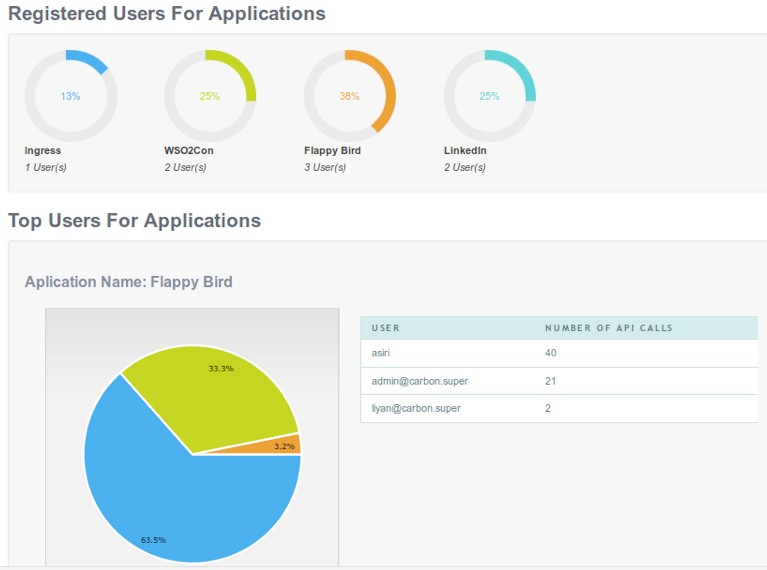 Registered Users For Applications
13%
25%
38%
25%
Ingress
WSO2Con
Flappy Bird
LinkedIn
1 User(s)
2 User(s)
3 User(s)
2 User(s)
Top Users For Applications
Aplication Name: Flappy Bird
33.3%
3.2%
63.5%
USER NUMBER OF API CALLS
asiri 40
admin@carbon.super 21
liyan@carbon.super 2